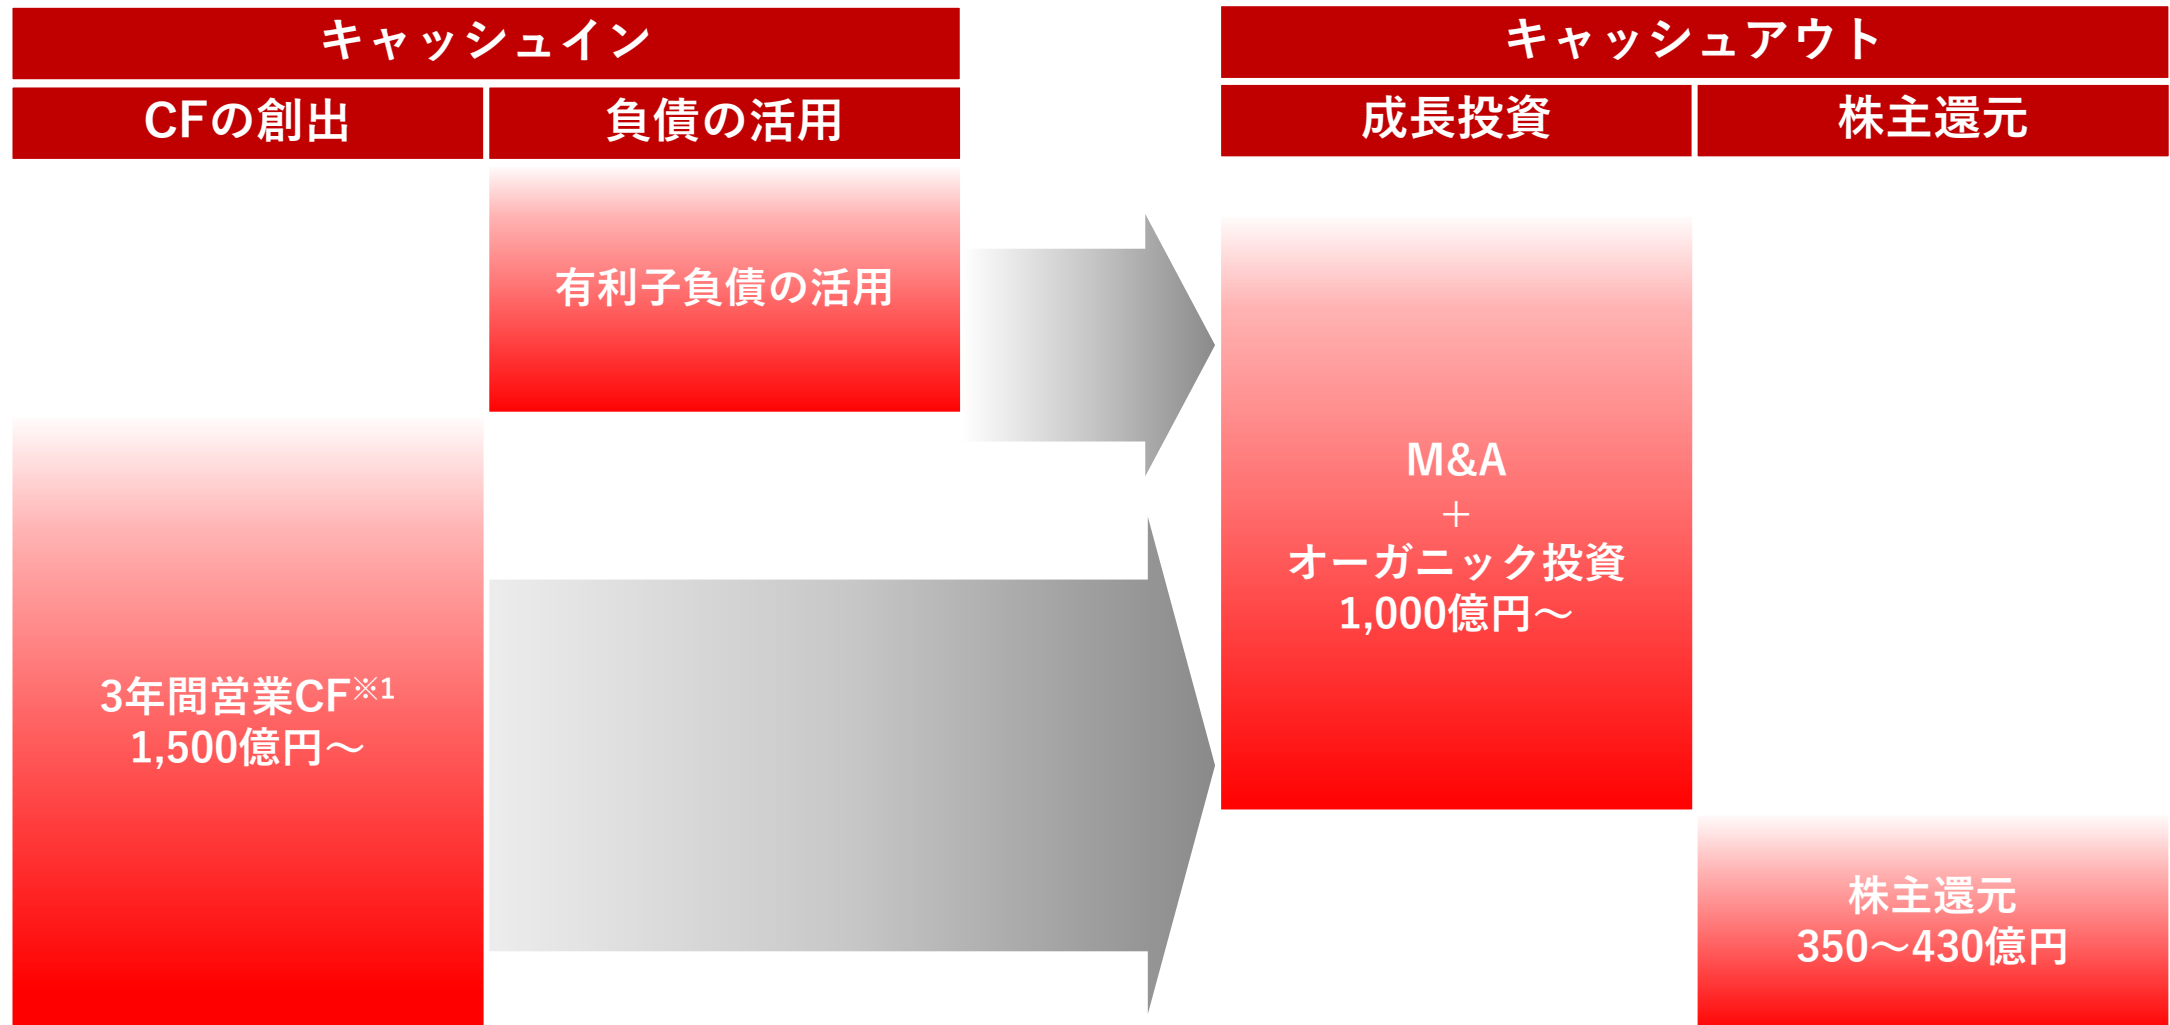 キャッシュイン
キャッシュアウト
CFの創出
負債の活用
成長投資
株主還元
有利子負債の活用
3年間営業CF※1
1,500億円～
M&A
＋
オーガニック投資
1,000億円～
株主還元
350～430億円